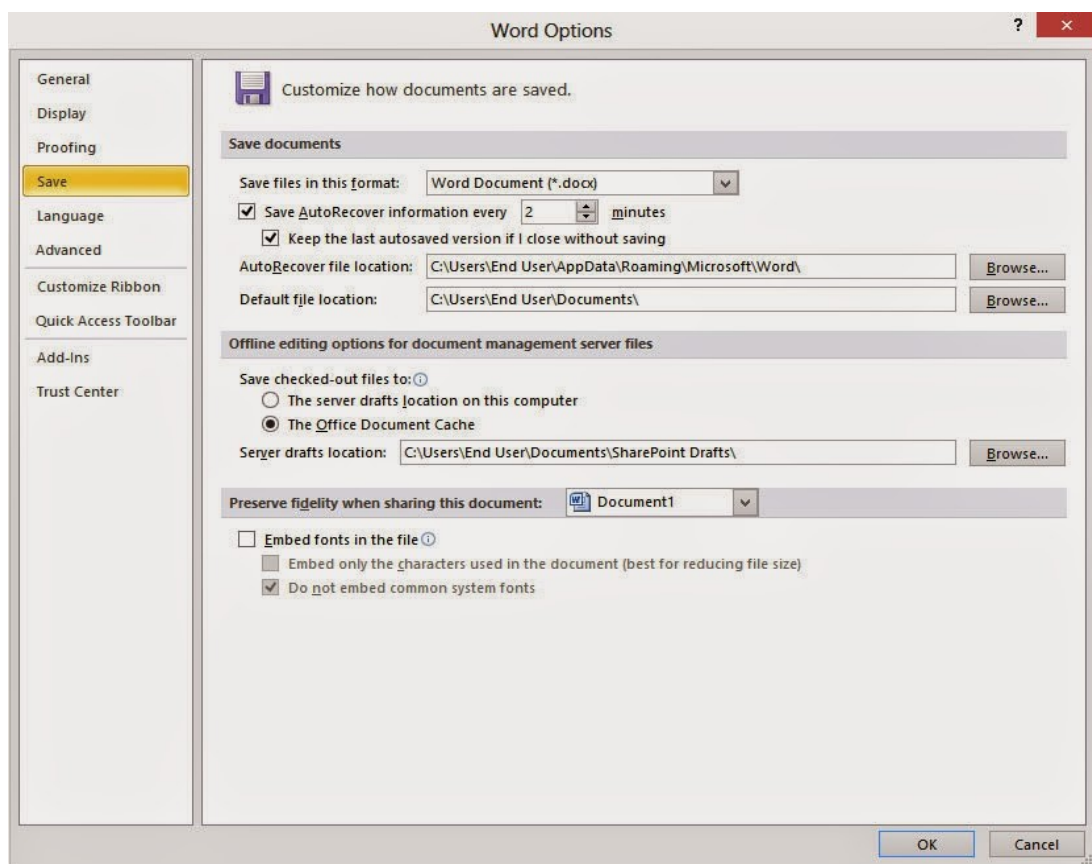 Word Options
?
General
Display
Proofing
Save
Language
Advanced
Customize Ribbon
Quick Access Toolbar
Add-Ins
Trust Center
Customize how documents are saved.
Save documents
Save files in this format: Word Document (*.docx)
Save AutoRecover information every 2 minutes
Keep the last autosaved version if I close without saving
AutoRecover file location: C:\Users\End User\AppData\Roaming\Microsoft\Word\ Browse...
Default file location: C:\Users\End User\Documents\ Browse...
Offline editing options for document management server files
Save checked-out files to:
The server drafts location on this computer
The Office Document Cache
Server drafts location: C:\Users\End User\Documents\SharePoint Drafts\ Browse...
Preserve fidelity when sharing this document: Document1
Embed fonts in the file
Embed only the characters used in the document (best for reducing file size)
Do not embed common system fonts
OK Cancel